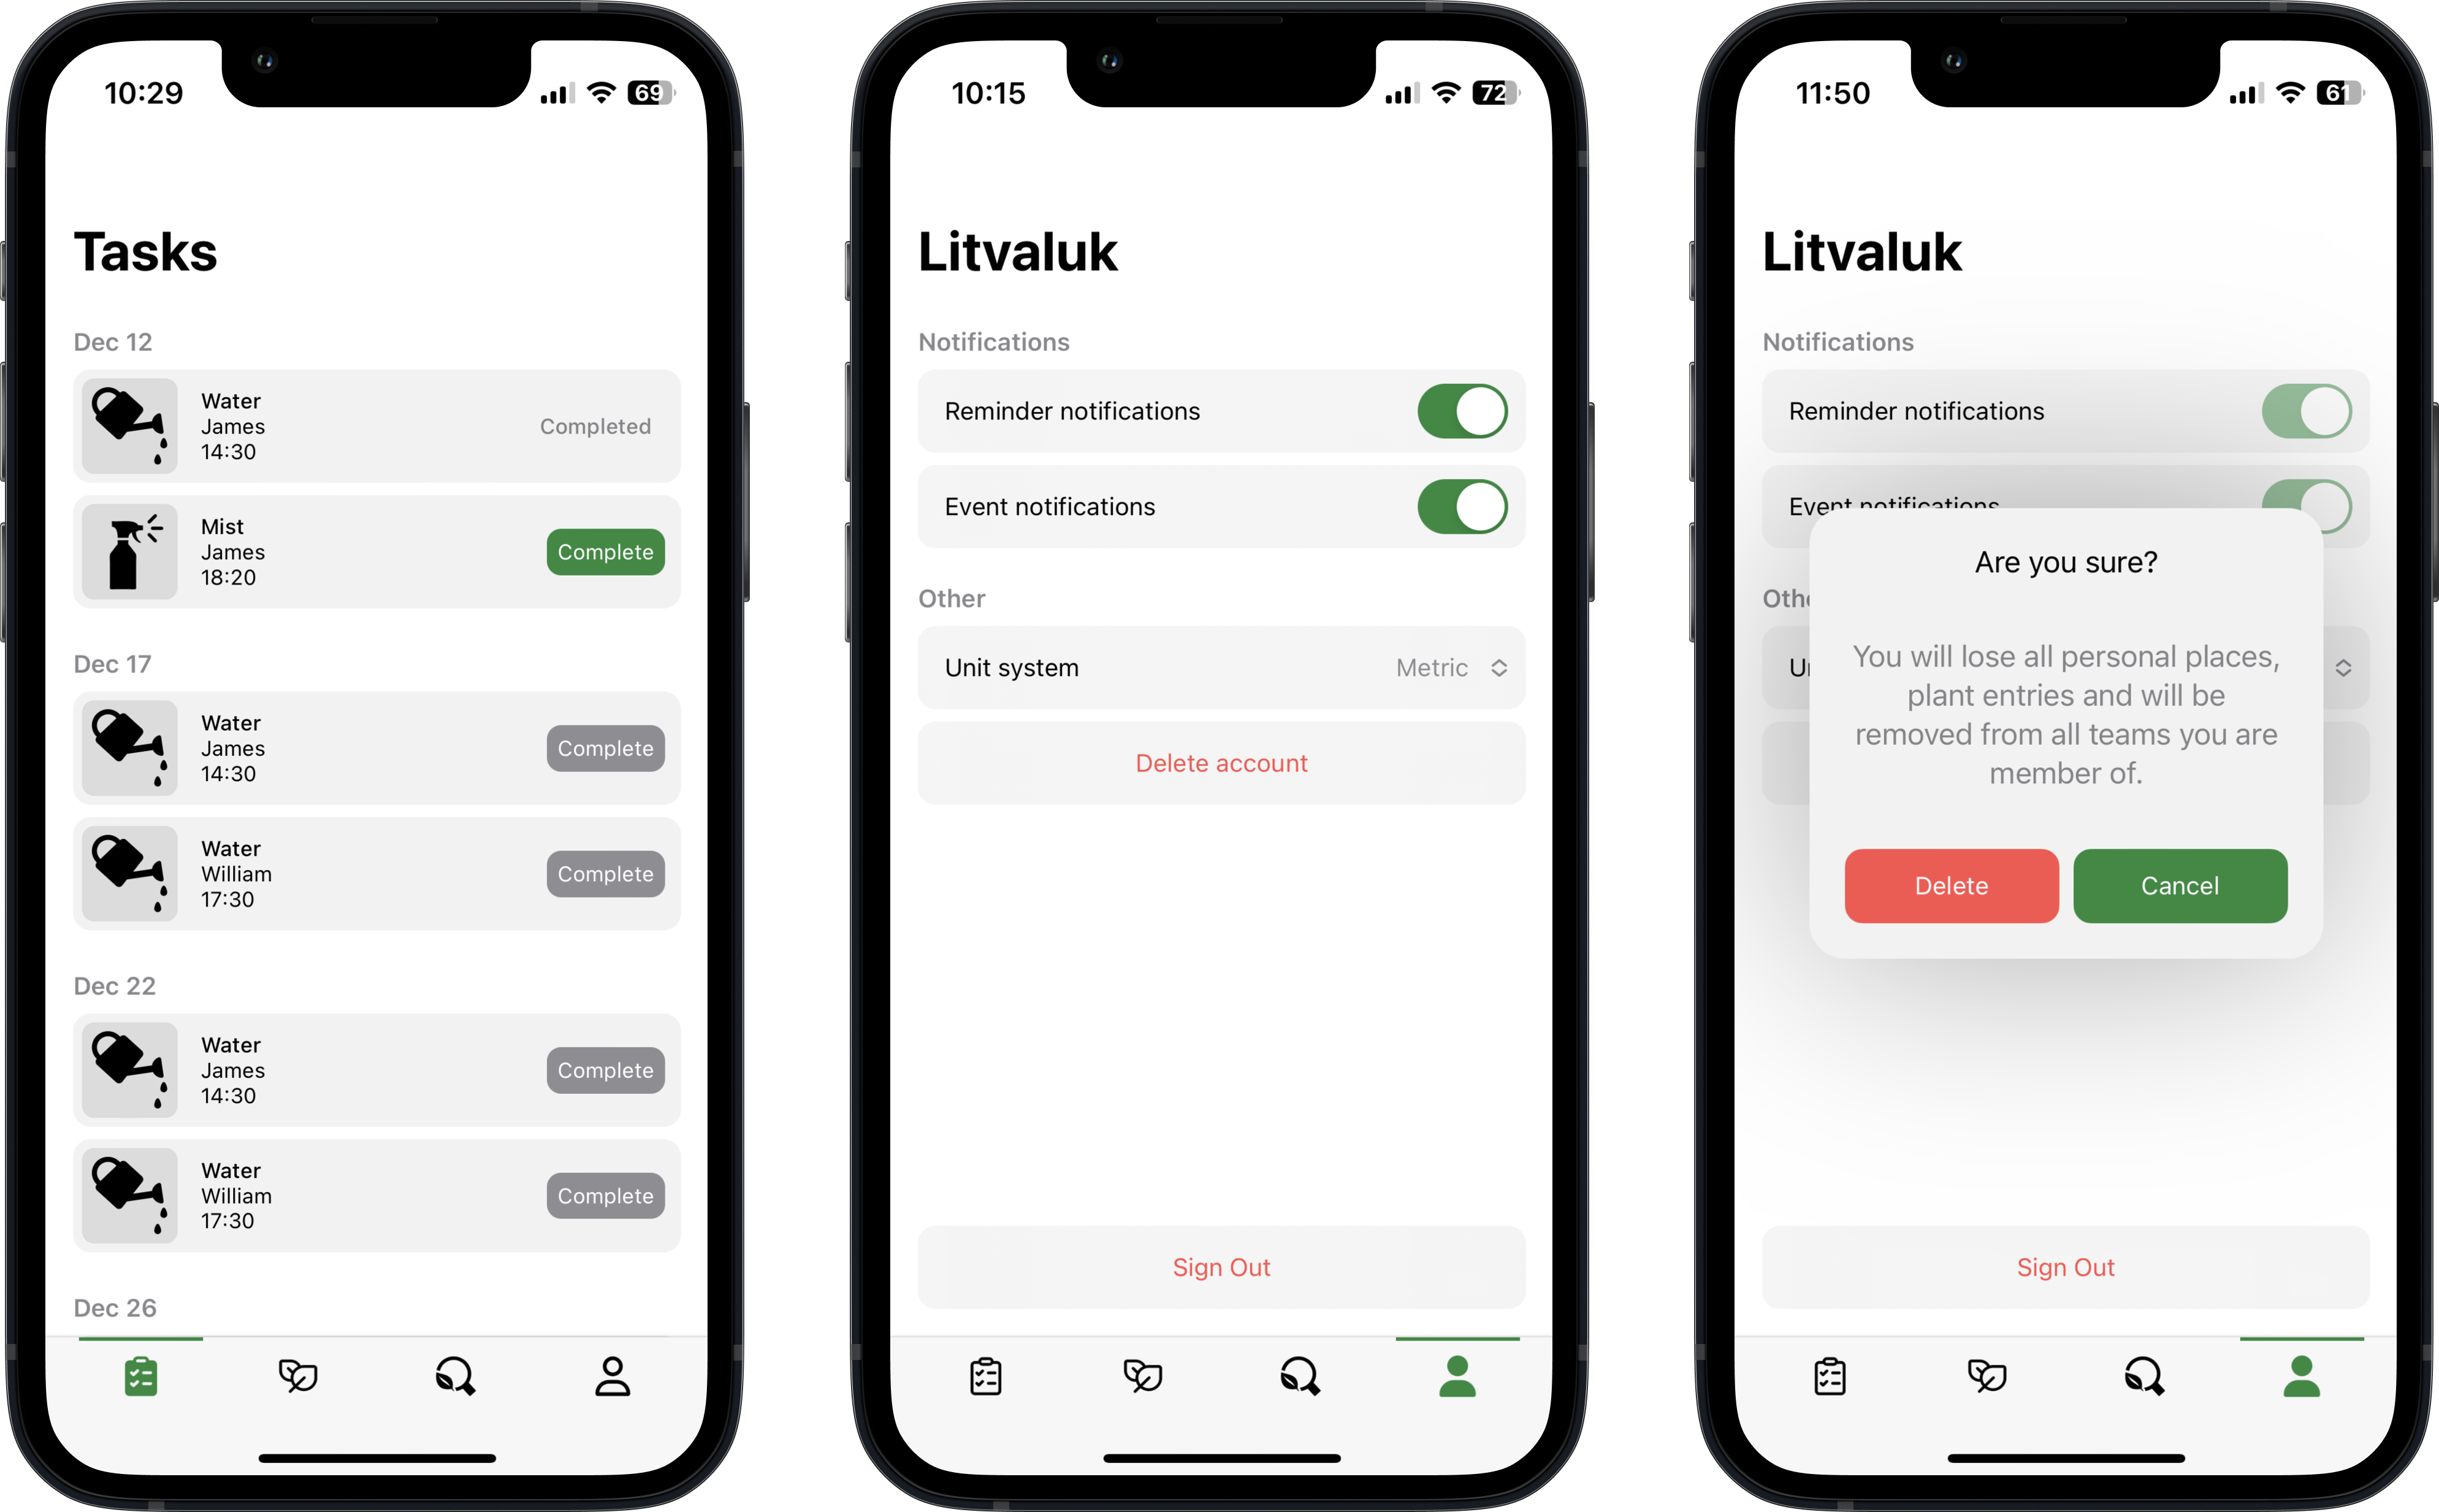 10:29
69
Tasks
Dec 12
Water
James
14:30
Completed
Mist
James
18:20
Complete
Dec 17
Water
James
14:30
Complete
Water
William
17:30
Complete
Dec 22
Water
James
14:30
Complete
Water
William
17:30
Complete
Dec 26
10:15
72
Litvaluk
Notifications
Reminder notifications
Event notifications
Other
Unit system
Metric
Delete account
Sign Out
11:50
61
Litvaluk
Notifications
Reminder notifications
Event notifications
Are you sure?
You will lose all personal places,
plant entries and will be
removed from all teams you are
member of.
Delete
Cancel
Sign Out